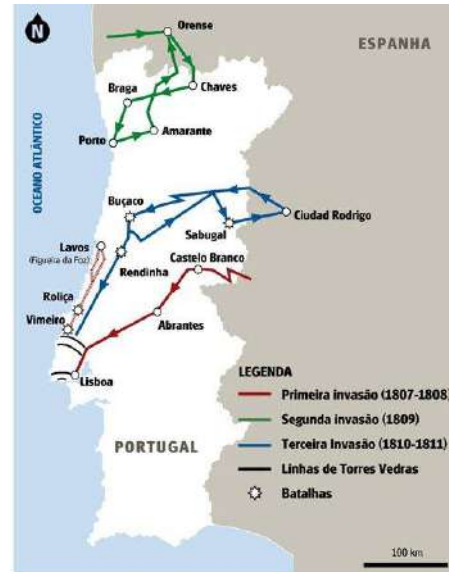 N
Orense
ESPANHA
Braga
Chaves
Porto
Amarante
OCEANO ATLÂNTICO
Buçaco
Ciudad Rodrigo
Sabugal
Lavos
(Figueira da Foz)
Rendinha
Castelo Branco
Roliça
Vimeiro
Abrantes
Lisboa
LEGENDA
Primeira invasão (1807-1808)
Segunda invasão (1809)
PORTUGAL
Terceira Invasão (1810-1811)
Linhas de Torres Vedras
Batalhas
100 km